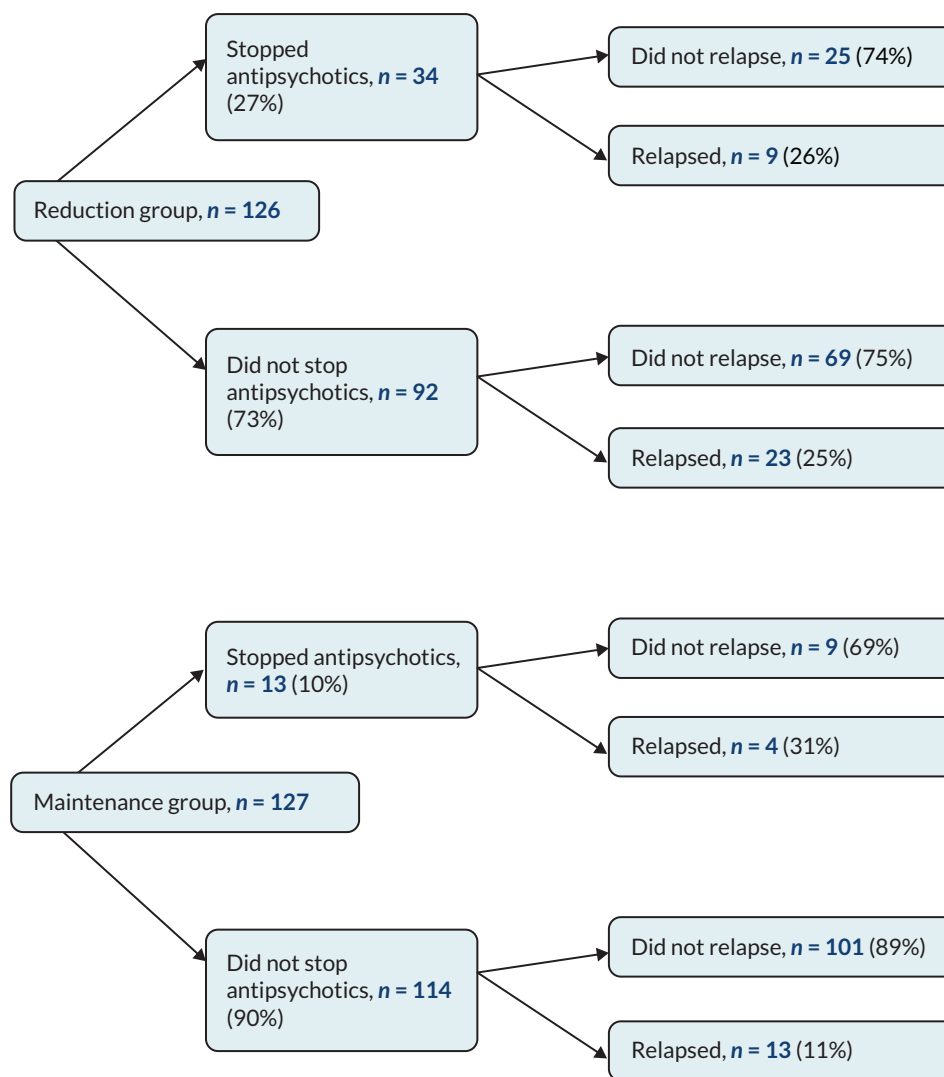 Stopped
antipsychotics, n = 34
(27%)
Did not relapse, n = 25 (74%)
Relapsed, n = 9 (26%)
Reduction group, n = 126
Did not stop
antipsychotics, n = 92
(73%)
Did not relapse, n = 69 (75%)
Relapsed, n = 23 (25%)
Stopped antipsychotics,
n = 13 (10%)
Did not relapse, n = 9 (69%)
Relapsed, n = 4 (31%)
Maintenance group, n = 127
Did not stop
antipsychotics, n = 114
(90%)
Did not relapse, n = 101 (89%)
Relapsed, n = 13 (11%)